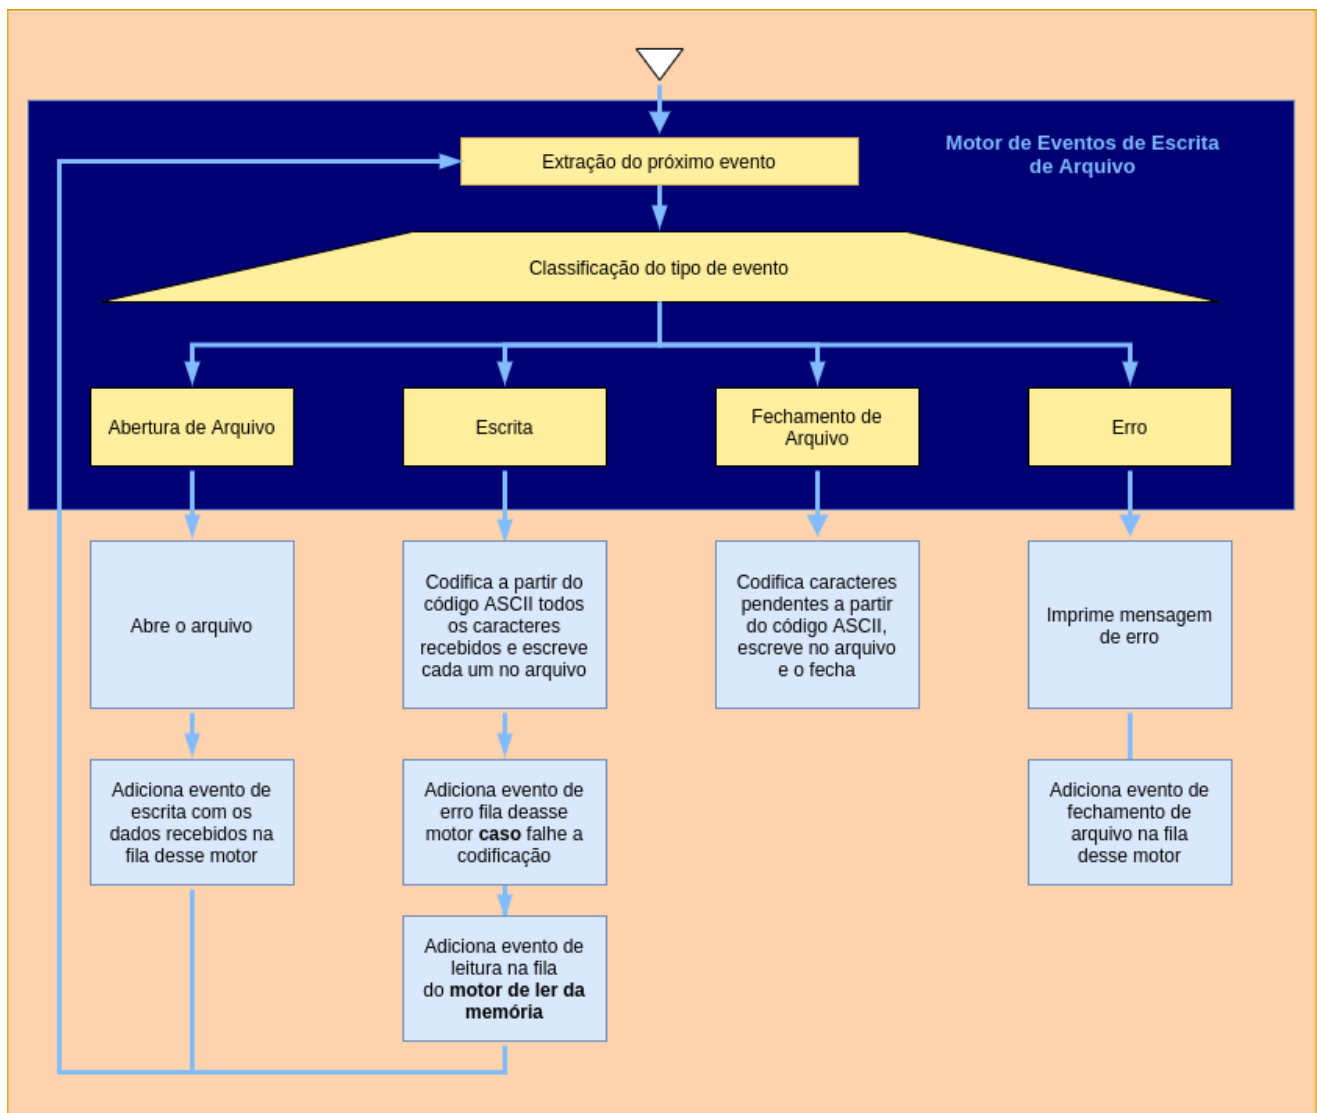 Motor de Eventos de Escrita
de Arquivo
Extração do próximo evento
Classificação do tipo de evento
Abertura de Arquivo
Escrita
Fechamento de
Arquivo
Erro
Abre o arquivo
Codifica a partir do
código ASCII todos
os caracteres
recebidos e escreve
cada um no arquivo
Codifica caracteres
pendentes a partir
do código ASCII,
escreve no arquivo
e o fecha
Imprime mensagem
de erro
Adiciona evento de
escrita com os
dados recebidos na
fila desse motor
Adiciona evento de
erro fila deasse
motor caso falhe a
codificação
Adiciona evento de
fechamento de
arquivo na fila
desse motor
Adiciona evento de
leitura na fila
do motor de ler da
memória